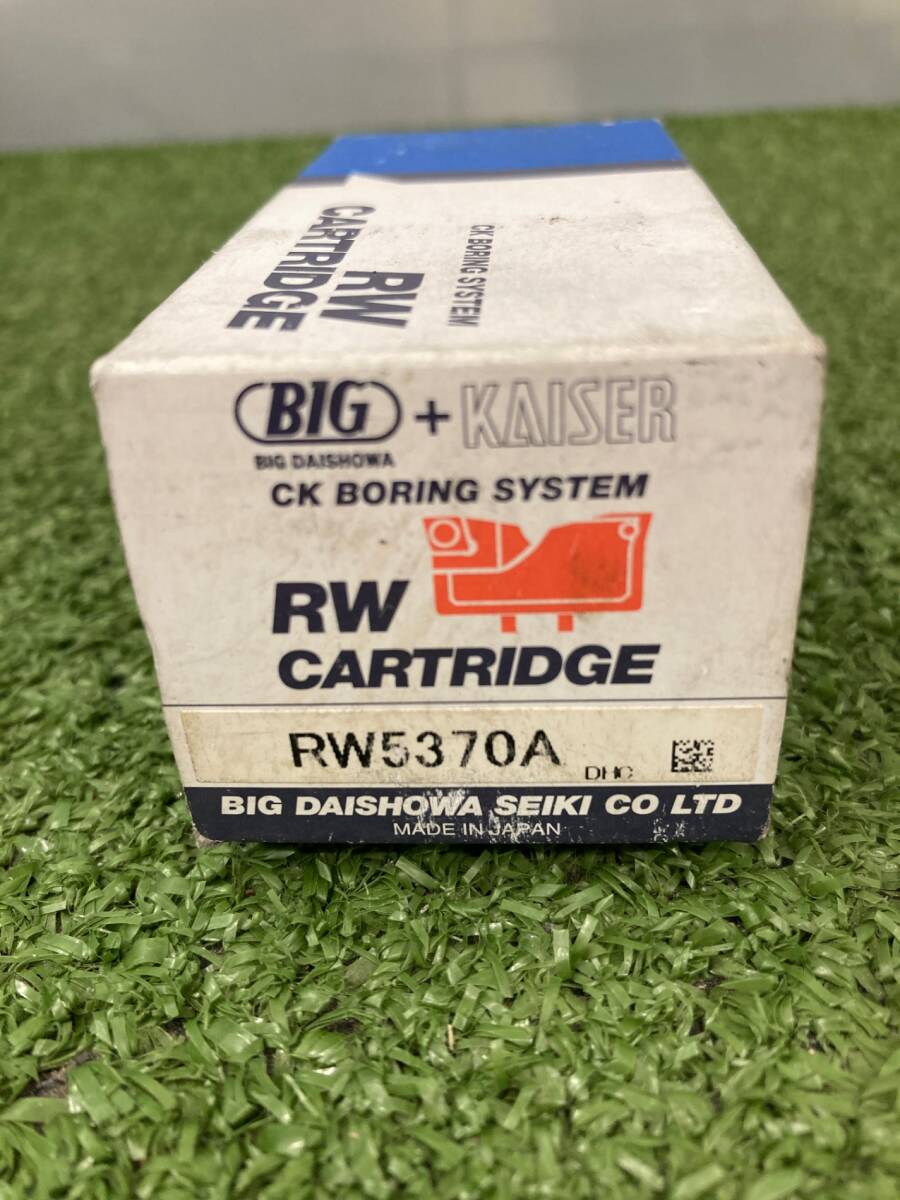 CK BORING SYSTEM
RW
CARTRIDGE
BIG + KAISER
BIG DAISHOWA
CK BORING SYSTEM
RW
CARTRIDGE
RW5370A
DHC
BIG DAISHOWA SEIKI CO LTD
MADE IN JAPAN